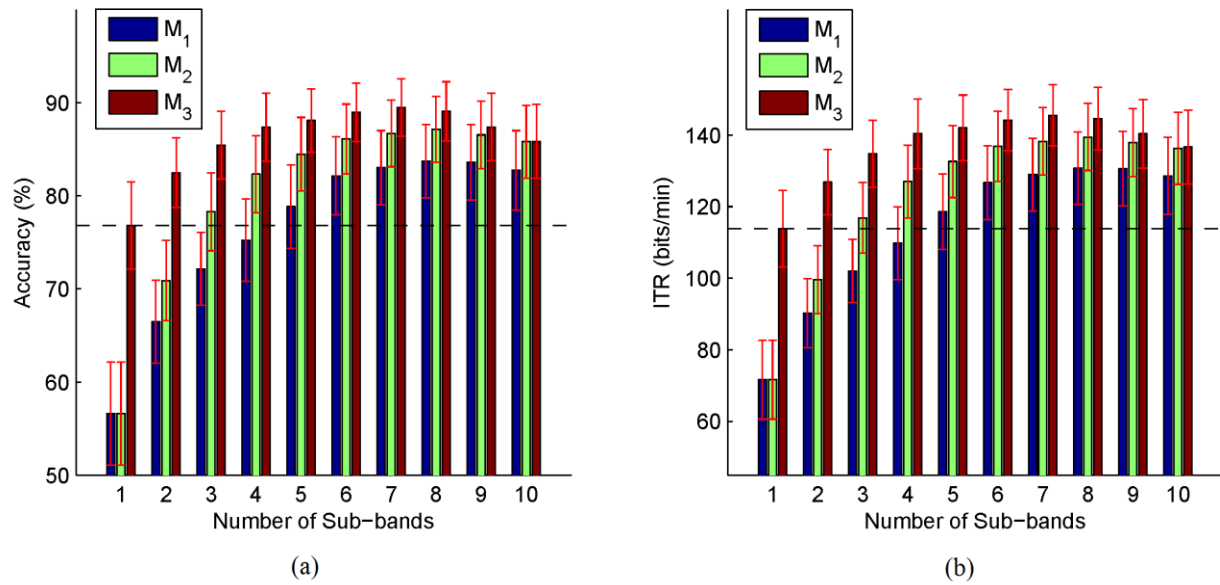 M1
M2
M3
90
80
70
60
50
Accuracy (%)
1 2 3 4 5 6 7 8 9 10
Number of Sub-bands
(a)
M1
M2
M3
140
120
100
80
60
ITR (bits/min)
1 2 3 4 5 6 7 8 9 10
Number of Sub-bands
(b)